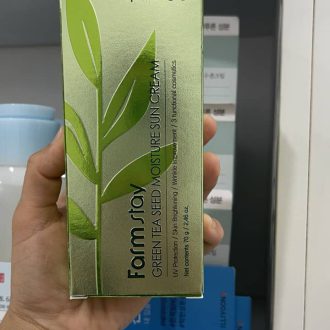 Farm stay
GREEN TEA SEED MOISTURE SUN CREAM
UV Protection / Skin Brightening / Wrinkle Improvement / 3 functional cosmetics
Net contents 70 g / 2.46 oz.